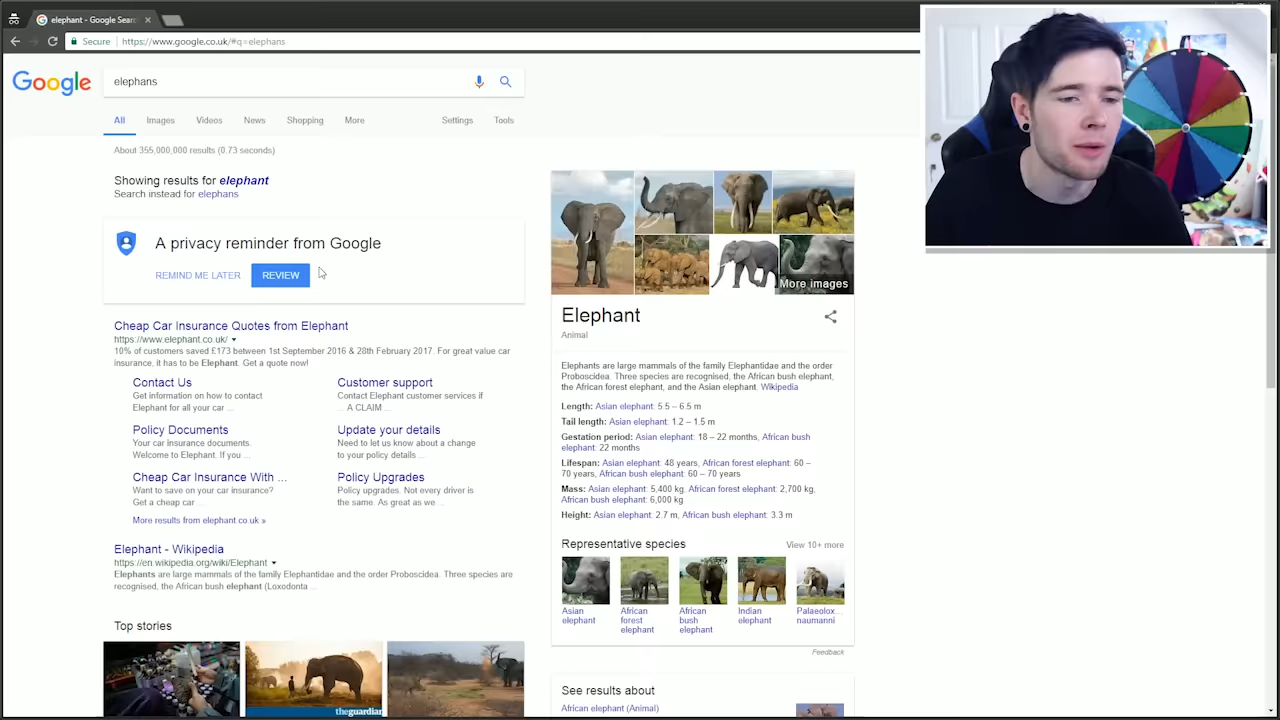 elephant - Google Searc
Secure https://www.google.co.uk/#q=elephans
Google
elephans
All Images Videos News Shopping More Settings Tools
About 355,000,000 results (0.73 seconds)
Showing results for elephant
Search instead for elephans
A privacy reminder from Google
REMIND ME LATER REVIEW
Cheap Car Insurance Quotes from Elephant
https://www.elephant.co.uk/
10% of customers saved £173 between 1st September 2016 & 28th February 2017. For great value car
insurance, it has to be Elephant. Get a quote now!
Contact Us
Get information on how to contact
Elephant for all your car ...
Customer support
Contact Elephant customer services if
... A CLAIM ...
Policy Documents
Your car insurance documents.
Welcome to Elephant. If you ...
Update your details
Need to let us know about a change
to your policy details ...
Cheap Car Insurance With ...
Want to save on your car insurance?
Get a cheap car ...
Policy Upgrades
Policy upgrades. Not every driver is
the same. As great as we ...
More results from elephant.co.uk »
Elephant - Wikipedia
https://en.wikipedia.org/wiki/Elephant
Elephants are large mammals of the family Elephantidae and the order Proboscidea. Three species are
recognised, the African bush elephant (Loxodonta ...
Top stories
theguardian
More images
Elephant
Animal
Elephants are large mammals of the family Elephantidae and the order
Proboscidea. Three species are recognised, the African bush elephant,
the African forest elephant, and the Asian elephant. Wikipedia
Length: Asian elephant: 5.5 – 6.5 m
Tail length: Asian elephant: 1.2 – 1.5 m
Gestation period: Asian elephant: 18 – 22 months, African bush
elephant: 22 months
Lifespan: Asian elephant: 48 years, African forest elephant: 60 –
70 years, African bush elephant: 60 – 70 years
Mass: Asian elephant: 5,400 kg, African forest elephant: 2,700 kg,
African bush elephant: 6,000 kg
Height: Asian elephant: 2.7 m, African bush elephant: 3.3 m
Representative species View 10+ more
Asian
elephant
African
forest
elephant
African
bush
elephant
Indian
elephant
Palaeolox...
naumanni
Feedback
See results about
African elephant (Animal)